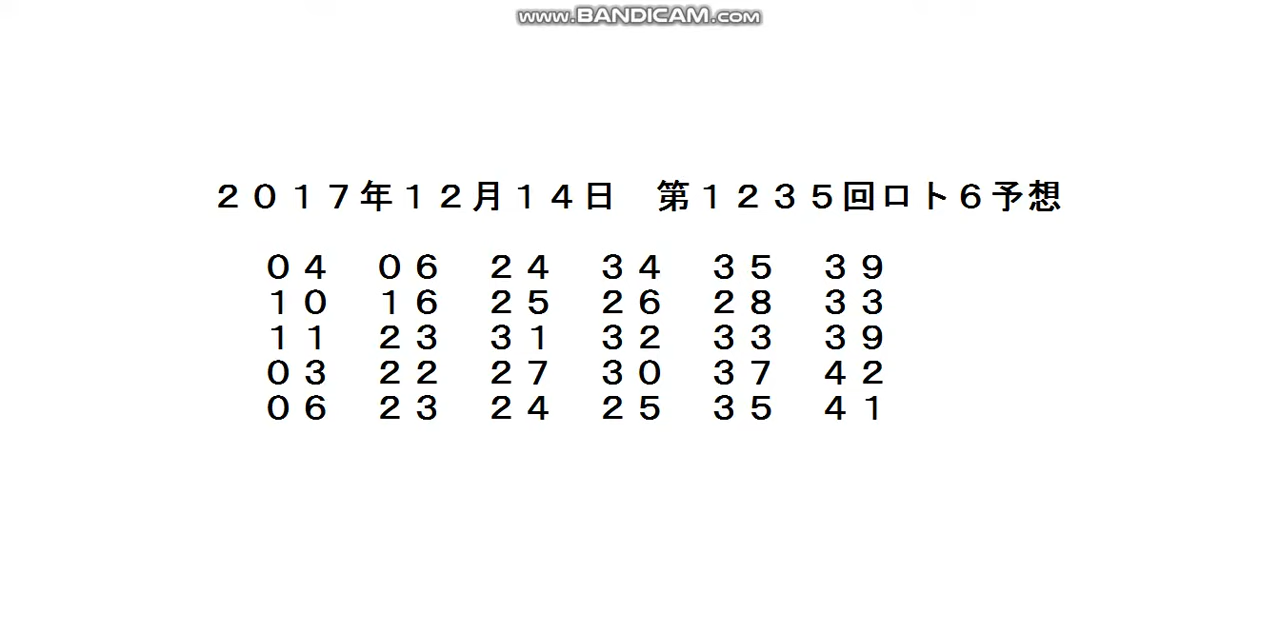 www.BANDICAM.com
２０１７年１２月１４日　第１２３５回ロト６予想
０４　０６　２４　３４　３５　３９
１０　１６　２５　２６　２８　３３
１１　２３　３１　３２　３３　３９
０３　２２　２７　３０　３７　４２
０６　２３　２４　２５　３５　４１